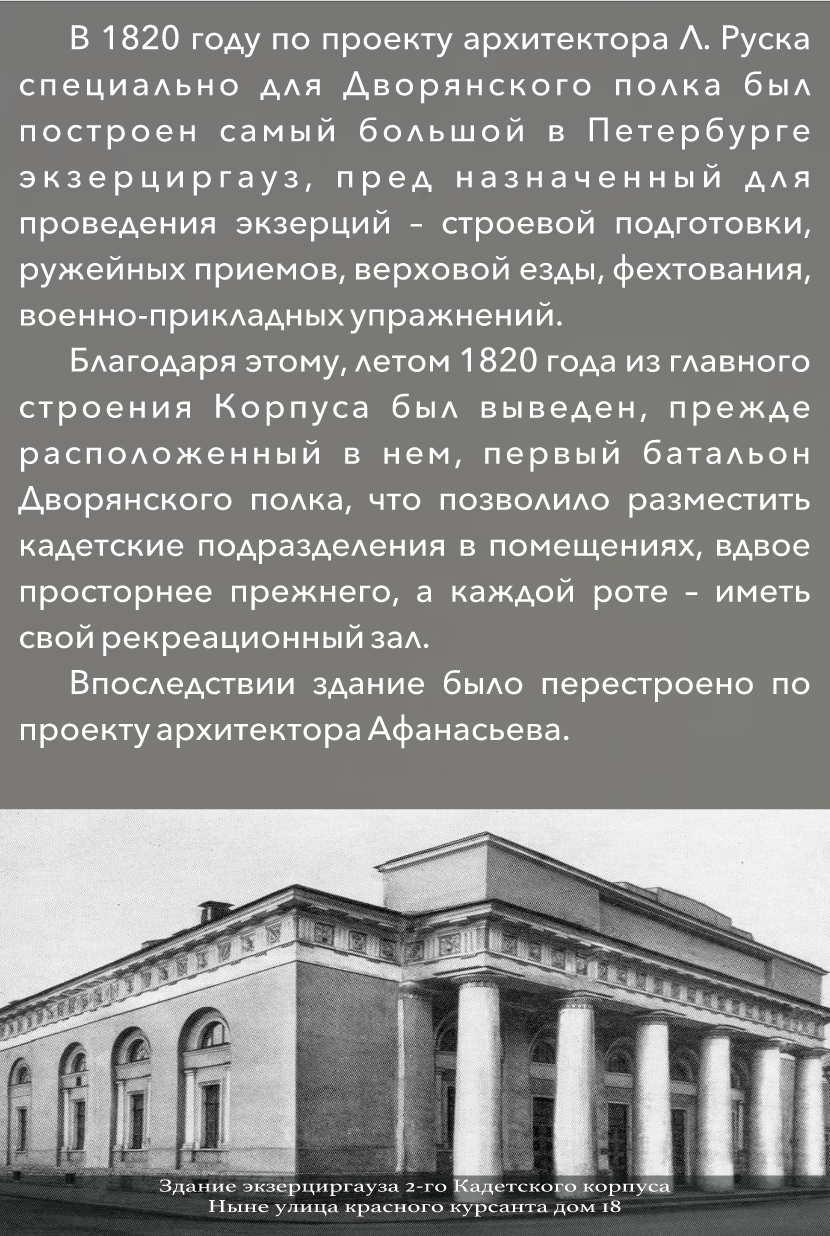 В 1820 году по проекту архитектора Л. Руска
специально для Дворянского полка был
построен самый большой в Петербурге
экзерциргауз, пред назначенный для
проведения экзерций – строевой подготовки,
ружейных приемов, верховой езды, фехтования,
военно-прикладных упражнений.
Благодаря этому, летом 1820 года из главного
строения Корпуса был выведен, прежде
расположенный в нем, первый батальон
Дворянского полка, что позволило разместить
кадетские подразделения в помещениях, вдвое
просторнее прежнего, а каждой роте – иметь
свой рекреационный зал.
Впоследствии здание было перестроено по
проекту архитектора Афанасьева.
Здание экзерциргауза 2-го Кадетского корпуса
Ныне улица красного курсанта дом 18